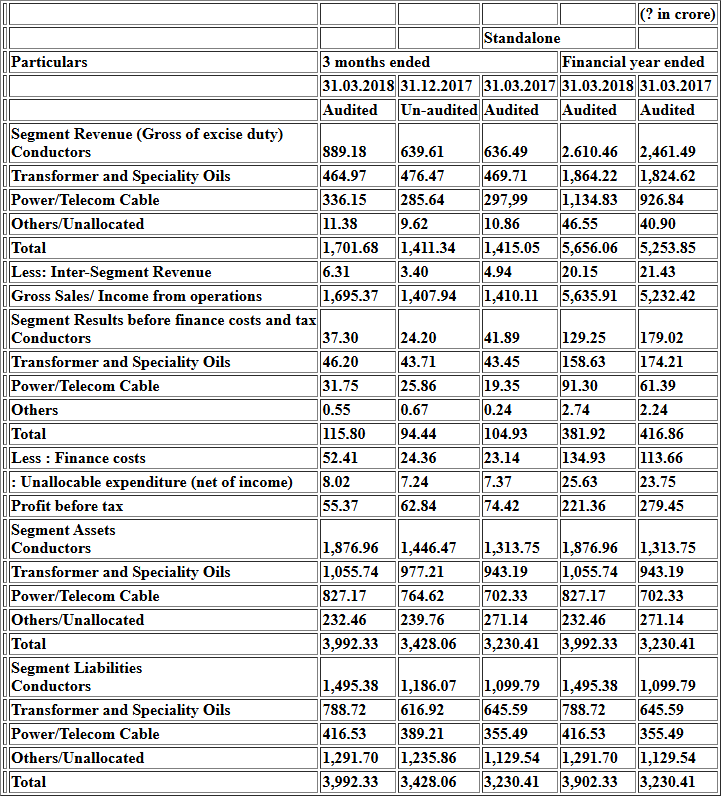 (? in crore)
Standalone
Particulars 3 months ended Financial year ended
31.03.2018 31.12.2017 31.03.2017 31.03.2018 31.03.2017
Audited Un-audited Audited Audited Audited
Segment Revenue (Gross of excise duty)
Conductors 889.18 639.61 636.49 2.610.46 2,461.49
Transformer and Speciality Oils 464.97 476.47 469.71 1,864.22 1,824.62
Power/Telecom Cable 336.15 285.64 297,99 1,134.83 926.84
Others/Unallocated 11.38 9.62 10.86 46.55 40.90
Total 1,701.68 1,411.34 1,415.05 5,656.06 5,253.85
Less: Inter-Segment Revenue 6.31 3.40 4.94 20.15 21.43
Gross Sales/ Income from operations 1,695.37 1,407.94 1,410.11 5,635.91 5,232.42
Segment Results before finance costs and tax
Conductors 37.30 24.20 41.89 129.25 179.02
Transformer and Speciality Oils 46.20 43.71 43.45 158.63 174.21
Power/Telecom Cable 31.75 25.86 19.35 91.30 61.39
Others 0.55 0.67 0.24 2.74 2.24
Total 115.80 94.44 104.93 381.92 416.86
Less : Finance costs 52.41 24.36 23.14 134.93 113.66
: Unallocable expenditure (net of income) 8.02 7.24 7.37 25.63 23.75
Profit before tax 55.37 62.84 74.42 221.36 279.45
Segment Assets
Conductors 1,876.96 1,446.47 1,313.75 1,876.96 1,313.75
Transformer and Speciality Oils 1,055.74 977.21 943.19 1,055.74 943.19
Power/Telecom Cable 827.17 764.62 702.33 827.17 702.33
Others/Unallocated 232.46 239.76 271.14 232.46 271.14
Total 3,992.33 3,428.06 3,230.41 3,992.33 3,230.41
Segment Liabilities
Conductors 1,495.38 1,186.07 1,099.79 1,495.38 1,099.79
Transformer and Speciality Oils 788.72 616.92 645.59 788.72 645.59
Power/Telecom Cable 416.53 389.21 355.49 416.53 355.49
Others/Unallocated 1,291.70 1,235.86 1,129.54 1,291.70 1,129.54
Total 3,992.33 3,428.06 3,230.41 3,902.33 3,230.41